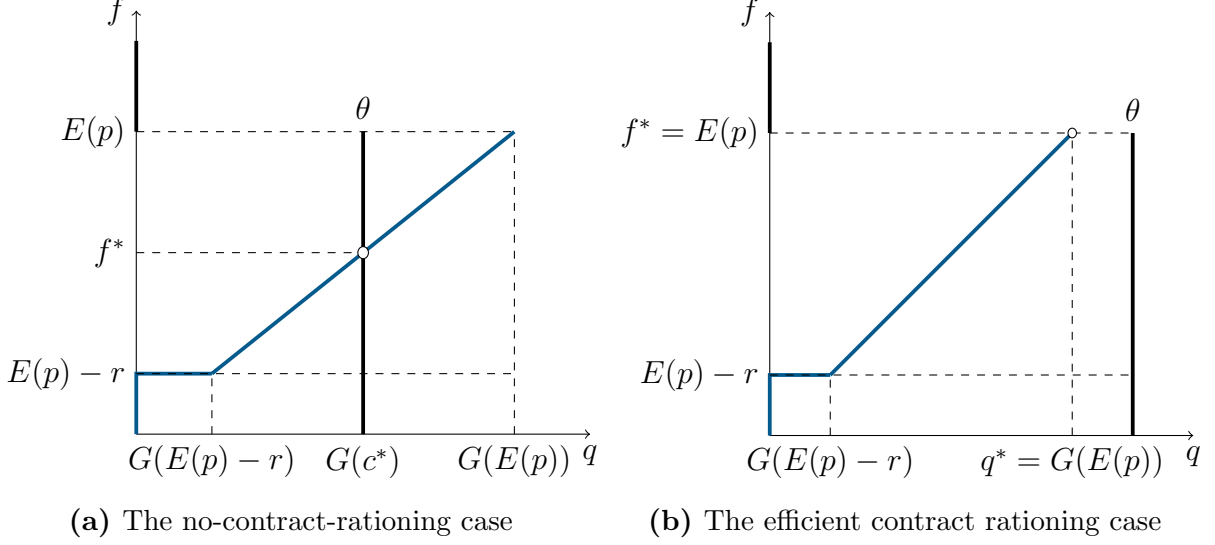 f
E(p)
θ
f*
E(p) − r
G(E(p) − r)
G(c*)
G(E(p))
q
(a) The no-contract-rationing case
f
f* = E(p)
θ
E(p) − r
G(E(p) − r)
q* = G(E(p))
q
(b) The efficient contract rationing case